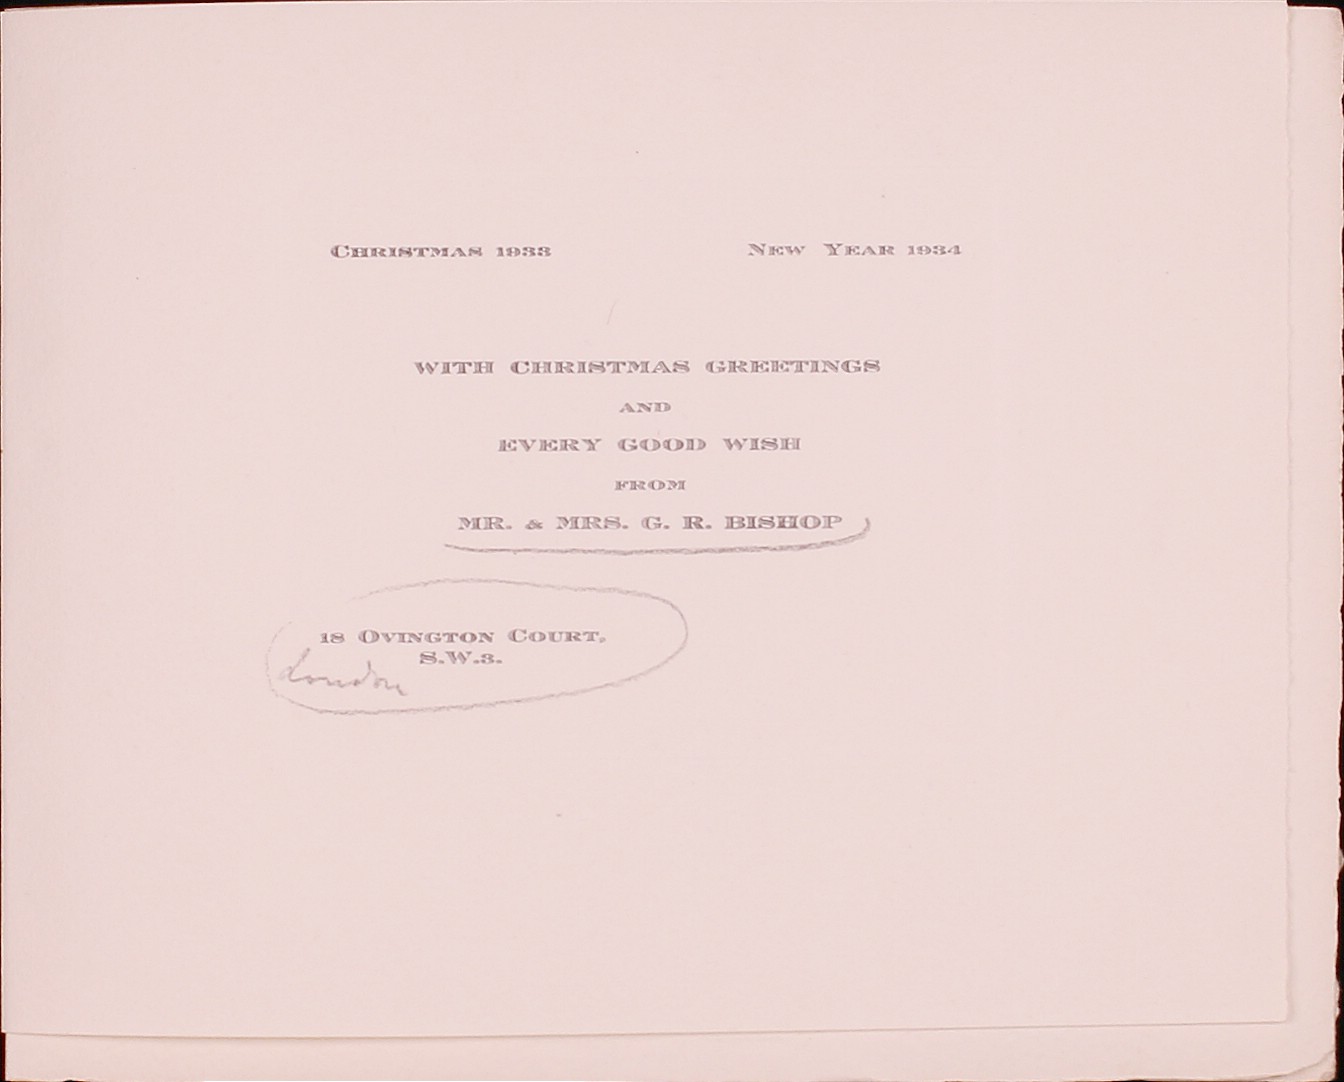 Christmas 1933 New Year 1934
WITH CHRISTMAS GREETINGS
AND
EVERY GOOD WISH
FROM
MR. & MRS. G. R. BISHOP
18 Ovington Court,
S.W.3.
London